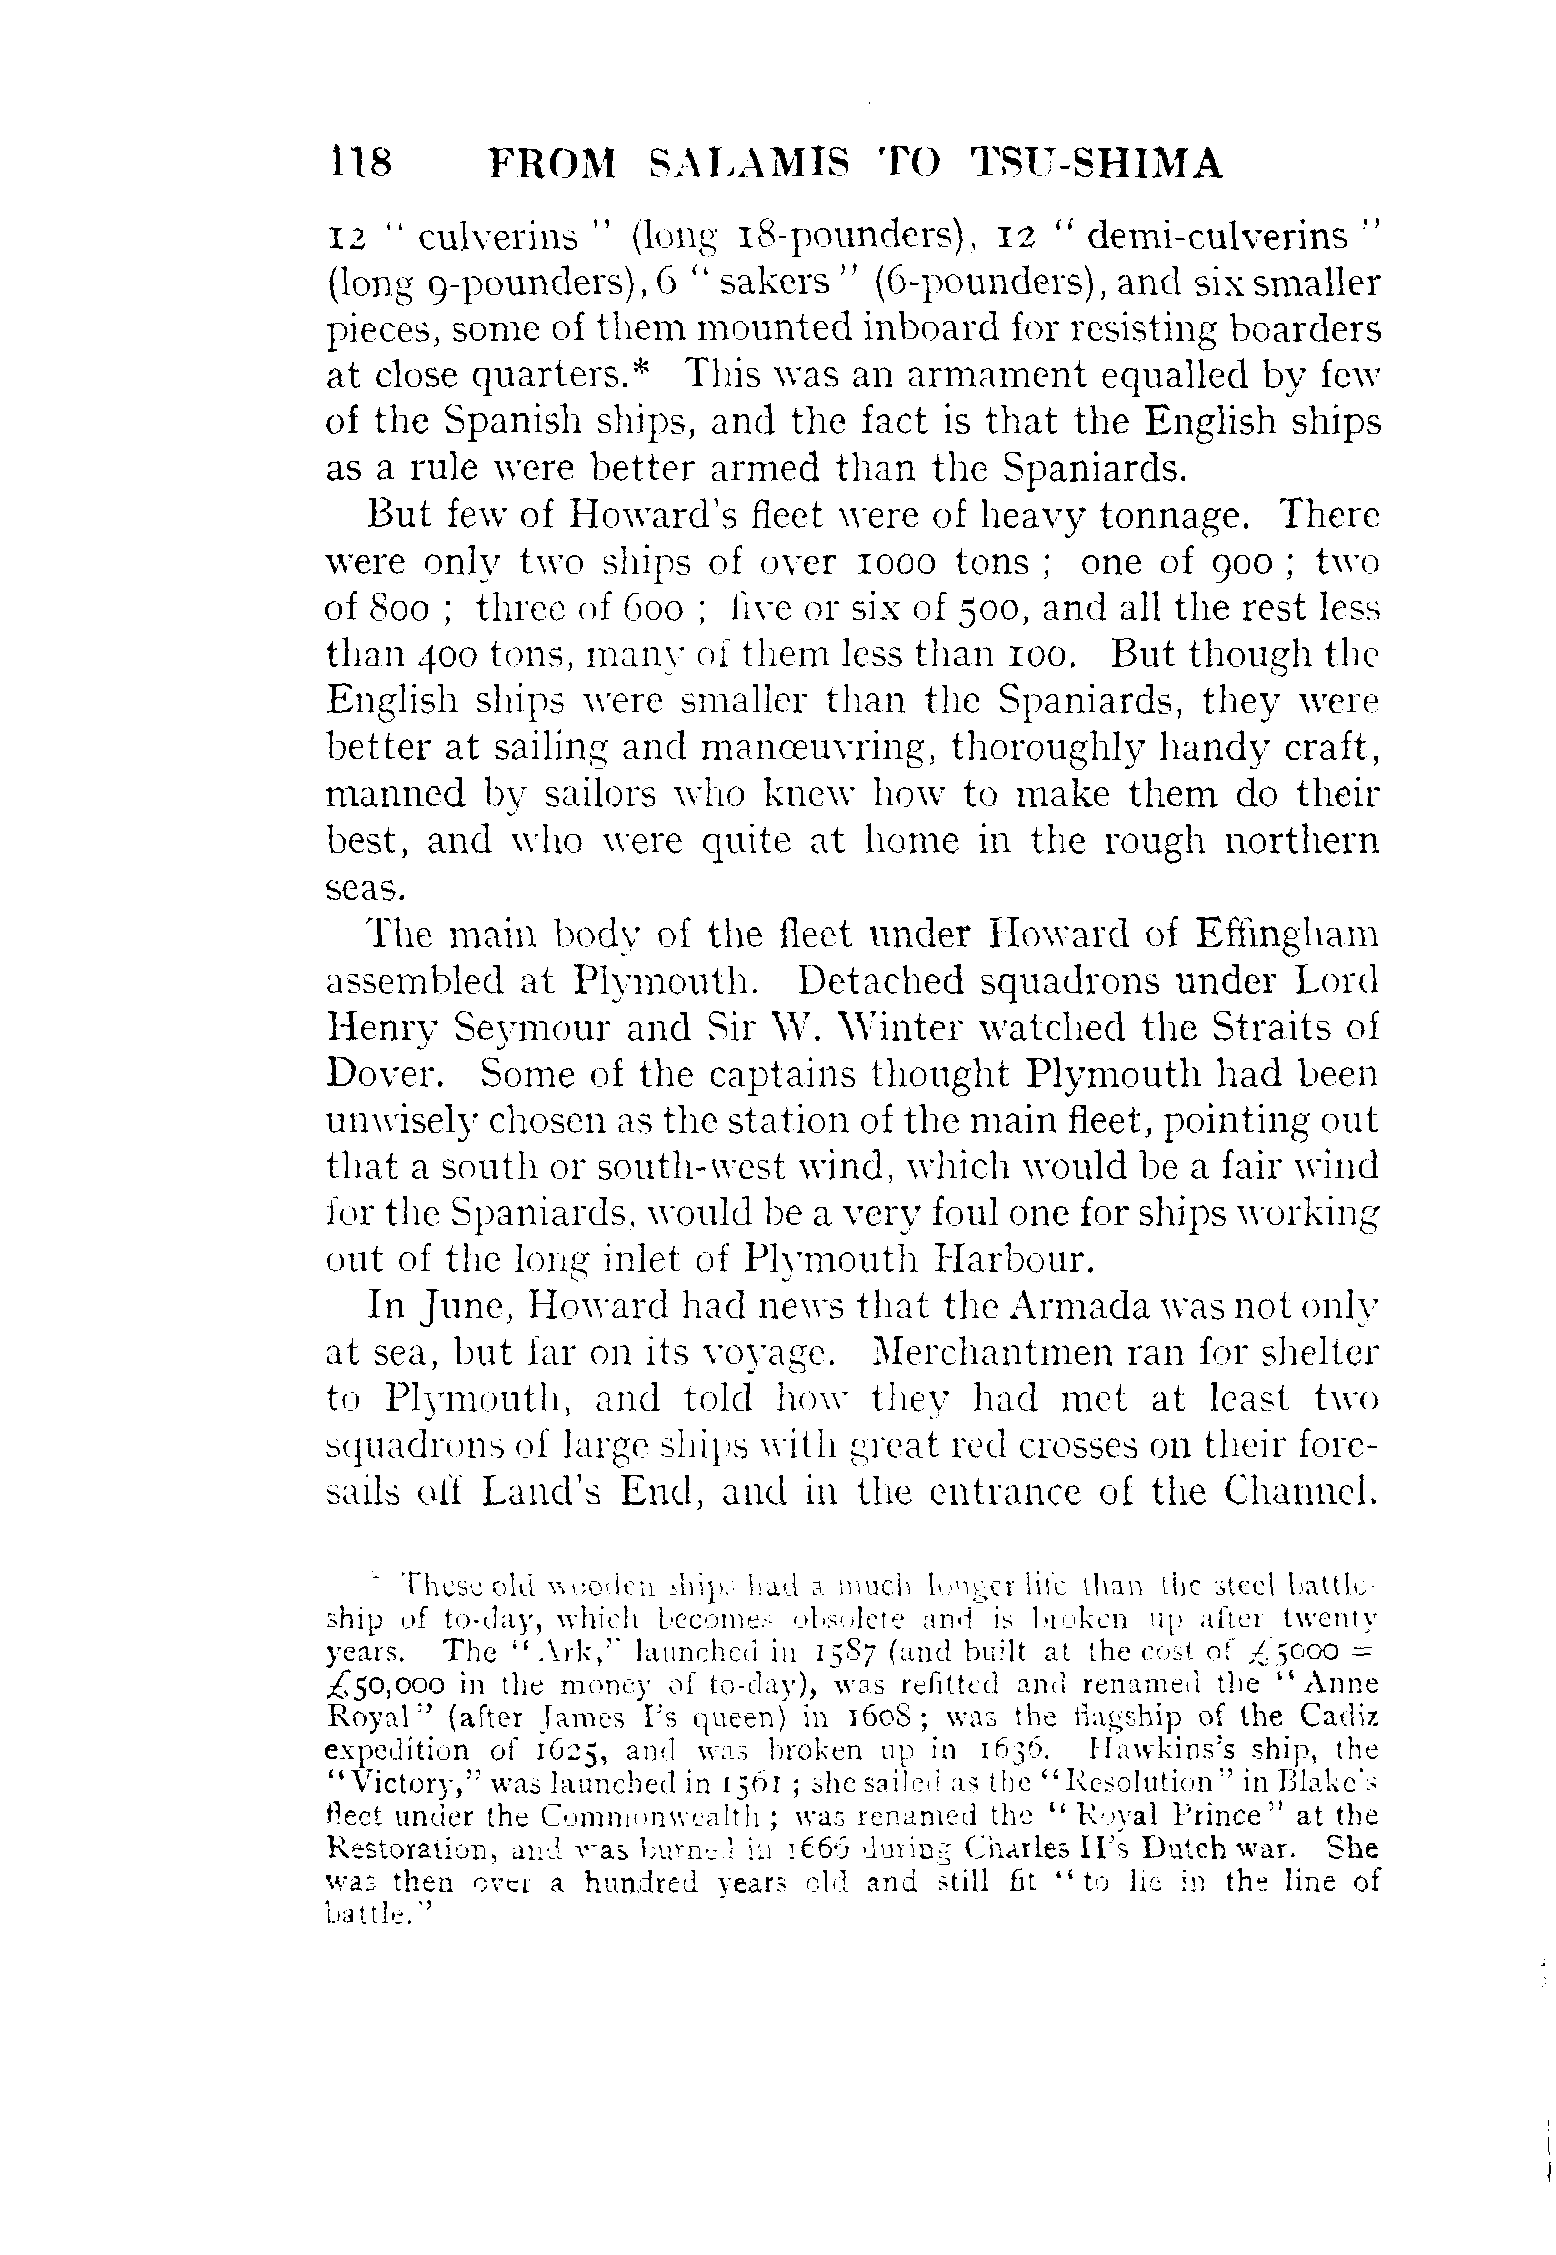 118 FROM SALAMIS TO TSU-SHIMA
12 “ culverins ” (long 18-pounders), 12 “ demi-culverins ”
(long 9-pounders), 6 “ sakers ” (6-pounders), and six smaller
pieces, some of them mounted inboard for resisting boarders
at close quarters.* This was an armament equalled by few
of the Spanish ships, and the fact is that the English ships
as a rule were better armed than the Spaniards.
But few of Howard's fleet were of heavy tonnage. There
were only two ships of over 1000 tons ; one of 900 ; two
of 800 ; three of 600 ; five or six of 500, and all the rest less
than 400 tons, many of them less than 100. But though the
English ships were smaller than the Spaniards, they were
better at sailing and manœuvring, thoroughly handy craft,
manned by sailors who knew how to make them do their
best, and who were quite at home in the rough northern
seas.
The main body of the fleet under Howard of Effingham
assembled at Plymouth. Detached squadrons under Lord
Henry Seymour and Sir W. Winter watched the Straits of
Dover. Some of the captains thought Plymouth had been
unwisely chosen as the station of the main fleet, pointing out
that a south or south-west wind, which would be a fair wind
for the Spaniards, would be a very foul one for ships working
out of the long inlet of Plymouth Harbour.
In June, Howard had news that the Armada was not only
at sea, but far on its voyage. Merchantmen ran for shelter
to Plymouth, and told how they had met at least two
squadrons of large ships with great red crosses on their fore-
sails off Land's End, and in the entrance of the Channel.
* These old wooden ships had a much longer life than the steel battle-
ship of to-day, which becomes obsolete and is broken up after twenty
years. The “ Ark,” launched in 1587 (and built at the cost of £5000 =
£50,000 in the money of to-day), was refitted and renamed the “ Anne
Royal” (after James I's queen) in 1608 ; was the flagship of the Cadiz
expedition of 1625, and was broken up in 1636. Hawkins's ship, the
“Victory,” was launched in 1561 ; she sailed as the “Resolution” in Blake's
fleet under the Commonwealth ; was renamed the “ Royal Prince” at the
Restoration, and was burned in 1666 during Charles II's Dutch war. She
was then over a hundred years old and still fit “to lie in the line of
battle.”